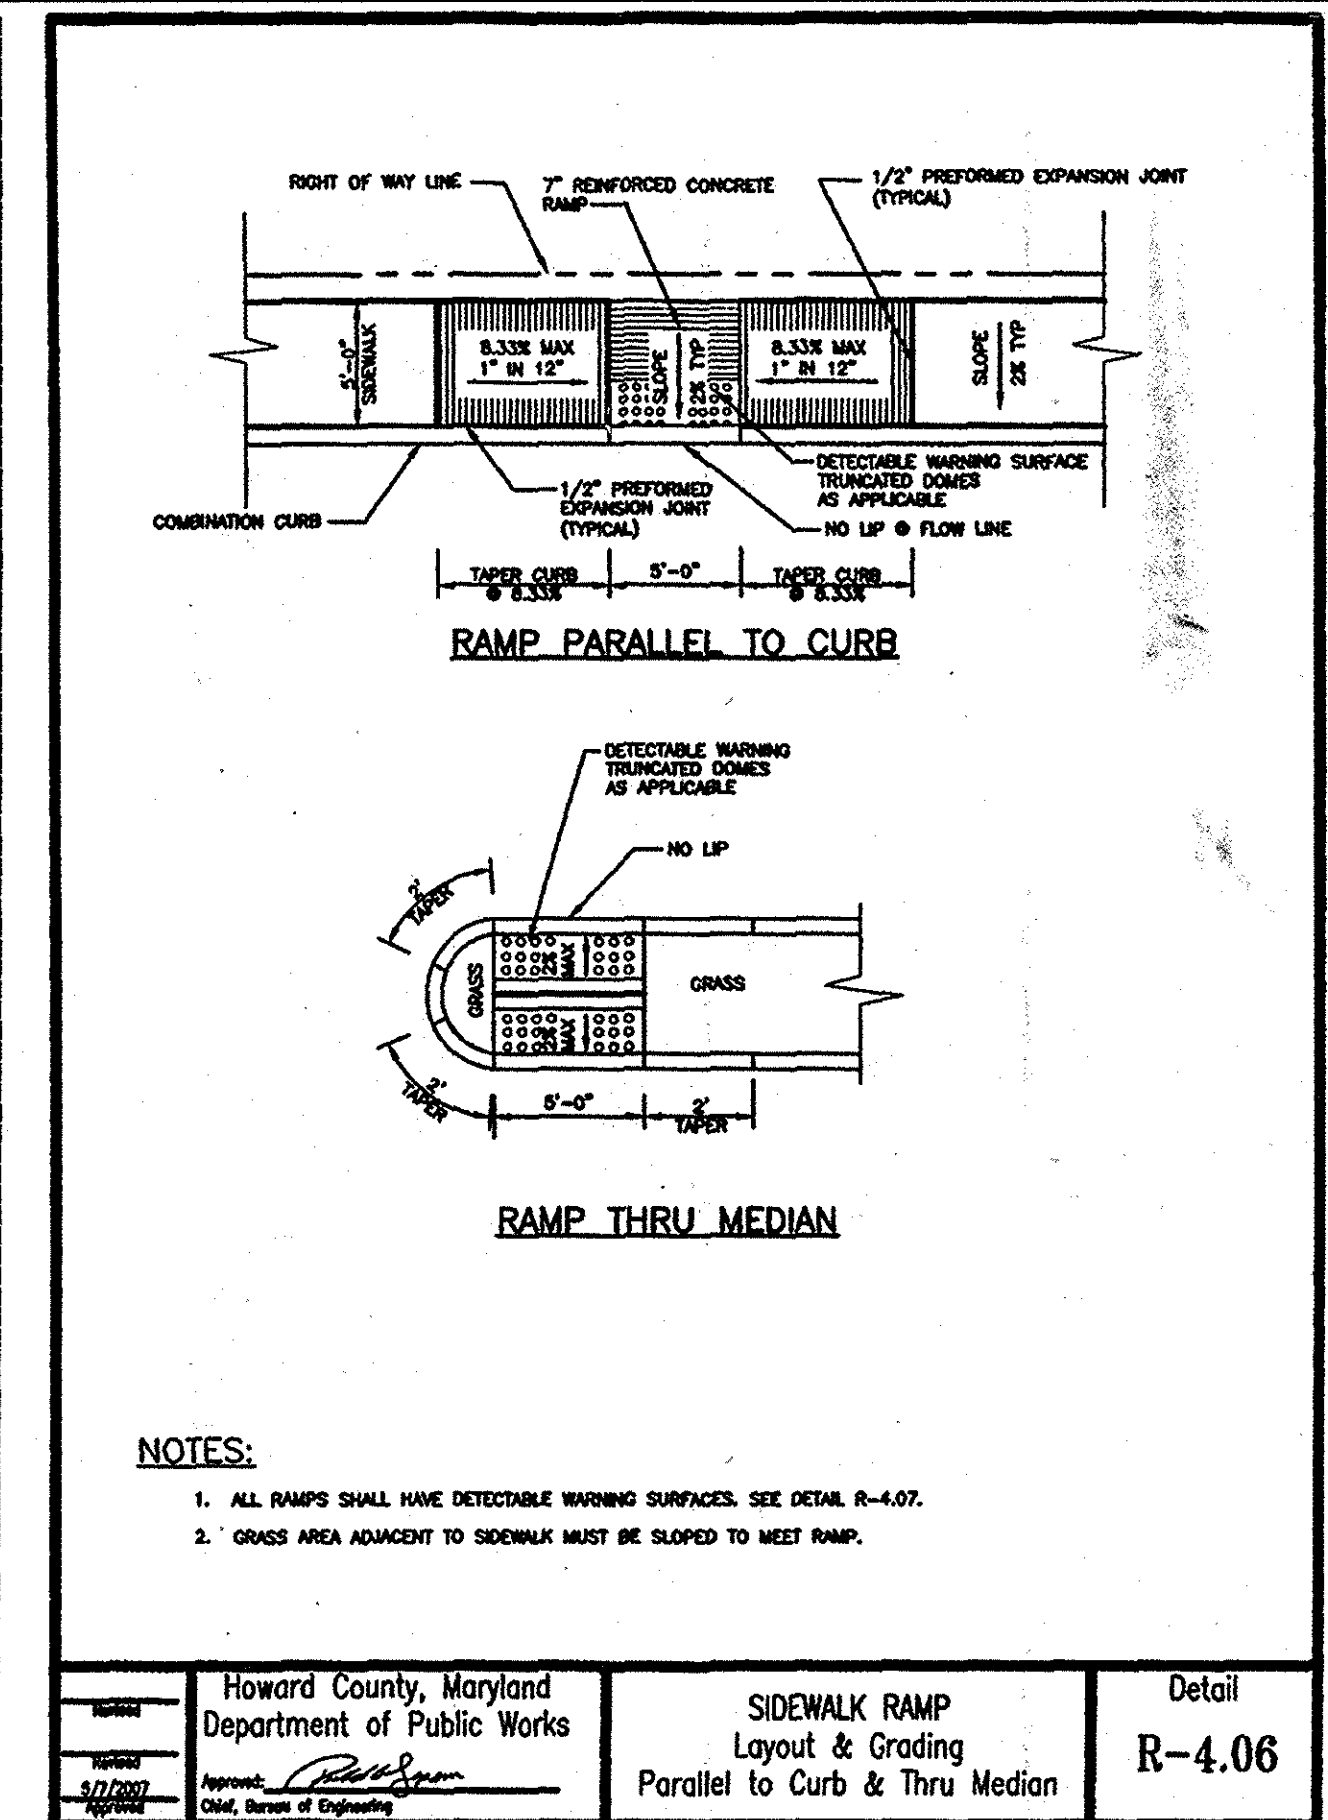 RIGHT OF WAY LINE
7" REINFORCED CONCRETE
RAMP
1/2" PREFORMED EXPANSION JOINT
(TYPICAL)
5'-0"
SIDEWALK
8.33% MAX
1" IN 12"
SLOPE
2% TYP
8.33% MAX
1" IN 12"
SLOPE
2% TYP
COMBINATION CURB
1/2" PREFORMED
EXPANSION JOINT
(TYPICAL)
DETECTABLE WARNING SURFACE
TRUNCATED DOMES
AS APPLICABLE
NO LIP @ FLOW LINE
TAPER CURB
@ 8.33%
5'-0"
TAPER CURB
@ 8.33%
RAMP PARALLEL TO CURB
DETECTABLE WARNING
TRUNCATED DOMES
AS APPLICABLE
NO LIP
2'
TAPER
GRASS
2%
MAX
2%
MAX
GRASS
2'
TAPER
5'-0"
2'
TAPER
RAMP THRU MEDIAN
NOTES:
1. ALL RAMPS SHALL HAVE DETECTABLE WARNING SURFACES. SEE DETAIL R-4.07.
2. GRASS AREA ADJACENT TO SIDEWALK MUST BE SLOPED TO MEET RAMP.
Revised
Revised
5/7/2007
Approved
Howard County, Maryland
Department of Public Works
Approved:
Chief, Bureau of Engineering
SIDEWALK RAMP
Layout & Grading
Parallel to Curb & Thru Median
Detail
R-4.06